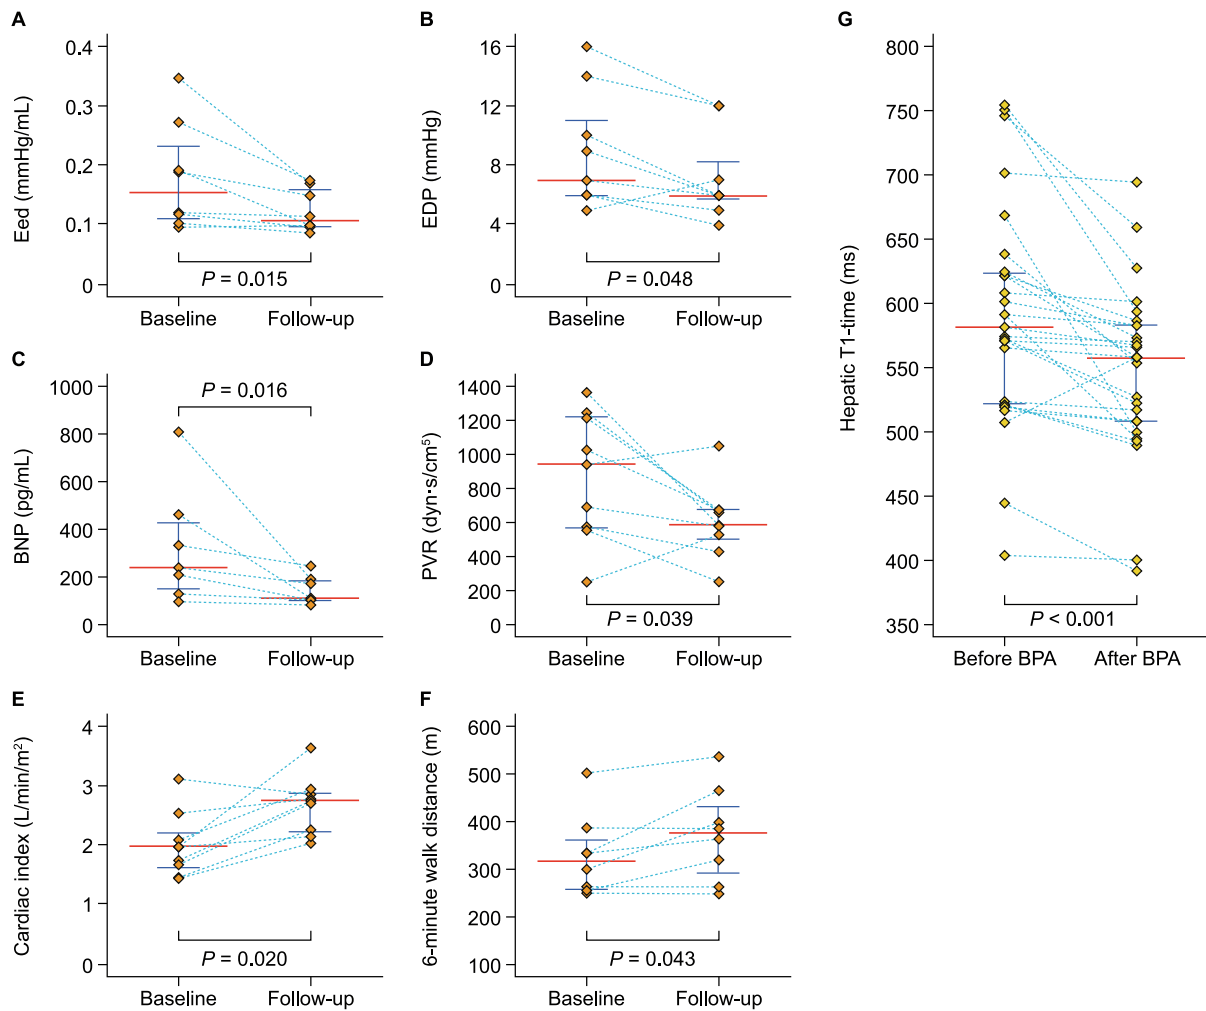 A
Eed (mmHg/mL)
0.4
0.3
0.2
0.1
0
P = 0.015
Baseline
Follow-up
B
EDP (mmHg)
16
12
8
4
0
P = 0.048
Baseline
Follow-up
C
BNP (pg/mL)
1000
800
600
400
200
0
P = 0.016
Baseline
Follow-up
D
PVR (dyn·s/cm⁵)
1400
1200
1000
800
600
400
200
0
P = 0.039
Baseline
Follow-up
E
Cardiac index (L/min/m²)
4
3
2
1
0
P = 0.020
Baseline
Follow-up
F
6-minute walk distance (m)
600
500
400
300
200
100
P = 0.043
Baseline
Follow-up
G
Hepatic T1-time (ms)
800
750
700
650
600
550
500
450
400
350
P < 0.001
Before BPA
After BPA